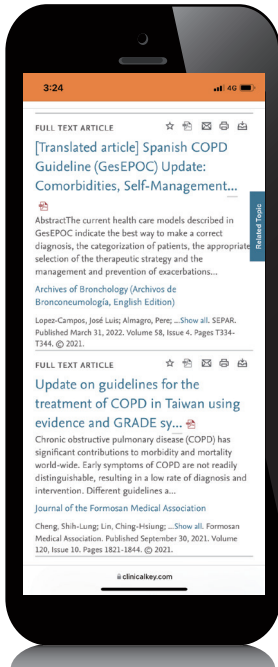 3:24
4G
FULL TEXT ARTICLE
[Translated article] Spanish COPD
Guideline (GesEPOC) Update:
Comorbidities, Self-Management...
AbstractThe current health care models described in
GesEPOC indicate the best way to make a correct
diagnosis, the categorization of patients, the appropriate
selection of the therapeutic strategy and the
management and prevention of exacerbations...
Related Topic
Archives of Bronchology (Archivos de
Bronconeumología, English Edition)
Lopez-Campos, José Luis; Almagro, Pere; ...Show all. SEPAR.
Published March 31, 2022. Volume 58, Issue 4. Pages T334-
T344. © 2021.
FULL TEXT ARTICLE
Update on guidelines for the
treatment of COPD in Taiwan using
evidence and GRADE sy...
Chronic obstructive pulmonary disease (COPD) has
significant contributions to morbidity and mortality
world-wide. Early symptoms of COPD are not readily
distinguishable, resulting in a low rate of diagnosis and
intervention. Different guidelines a...
Journal of the Formosan Medical Association
Cheng, Shih-Lung; Lin, Ching-Hsiung; ...Show all. Formosan
Medical Association. Published September 30, 2021. Volume
120, Issue 10. Pages 1821-1844. © 2021.
clinicalkey.com